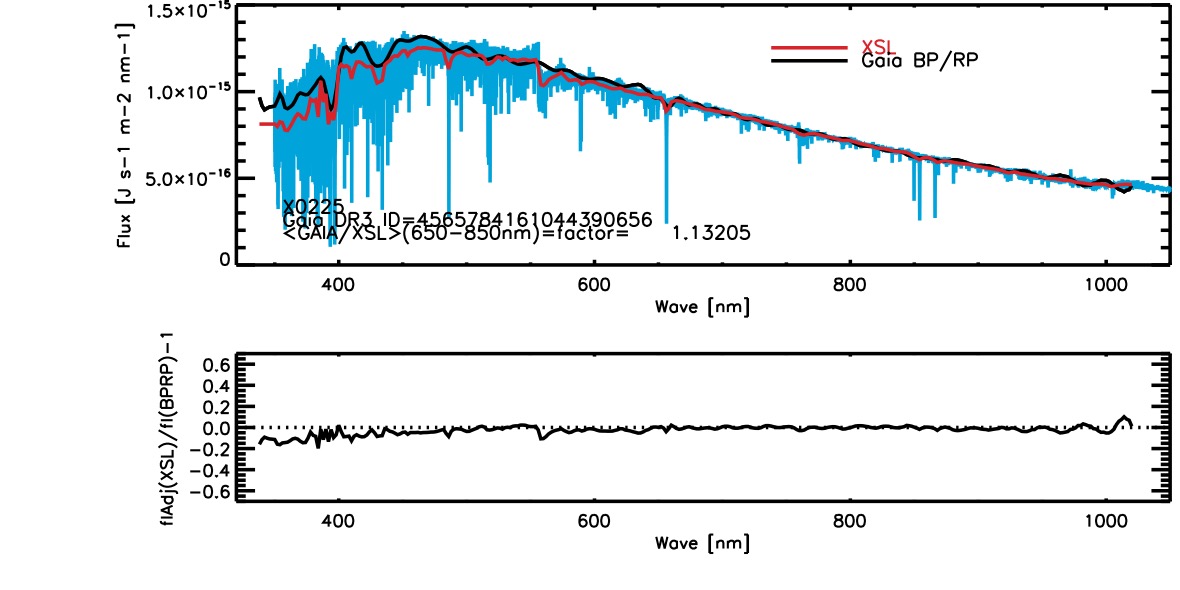 1.5×10−15
1.0×10−15
5.0×10−16
0
Flux [J s−1 m−2 nm−1]
XSL
Gaia BP/RP
X0225
Gaia DR3 ID=4565784161044390656
<GAIA/XSL>(650−850nm)=factor= 1.13205
400 600 800 1000
Wave [nm]
0.6
0.4
0.2
0.0
−0.2
−0.4
−0.6
flAdj(XSL)/fl(BPRP)−1
400 600 800 1000
Wave [nm]